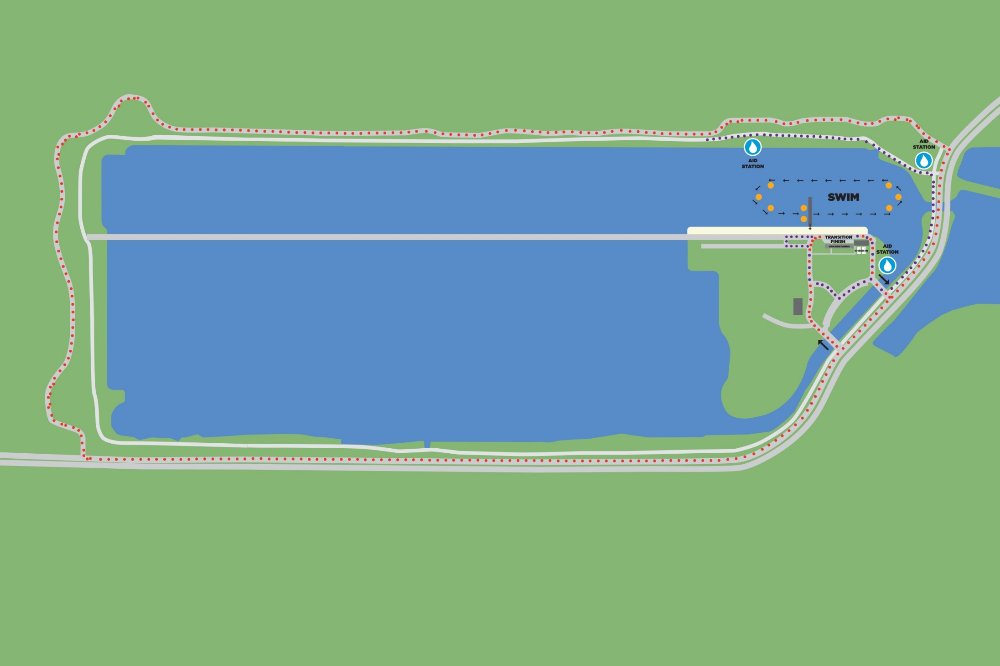 AID
STATION
AID
STATION
SWIM
TRANSITION
FINISH
GRANDSTANDS
CHECK-IN
AID
STATION